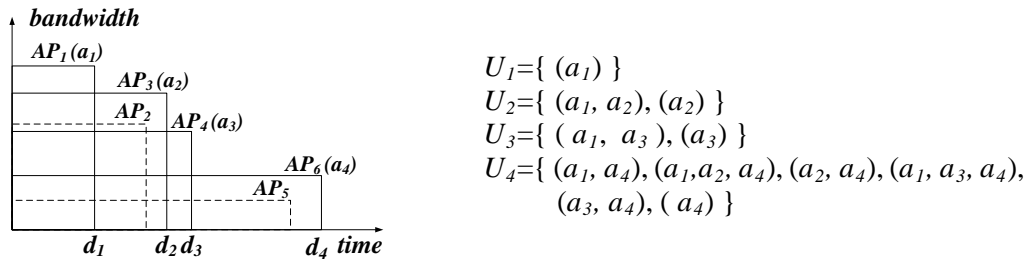 bandwidth
AP1(a1)
AP3(a2)
AP2
AP4(a3)
AP6(a4)
AP5
d1 d2 d3 d4 time
U1={ (a1) }
U2={ (a1, a2), (a2) }
U3={ ( a1, a3 ), (a3) }
U4={ (a1, a4), (a1,a2, a4), (a2, a4), (a1, a3, a4),
(a3, a4), ( a4) }